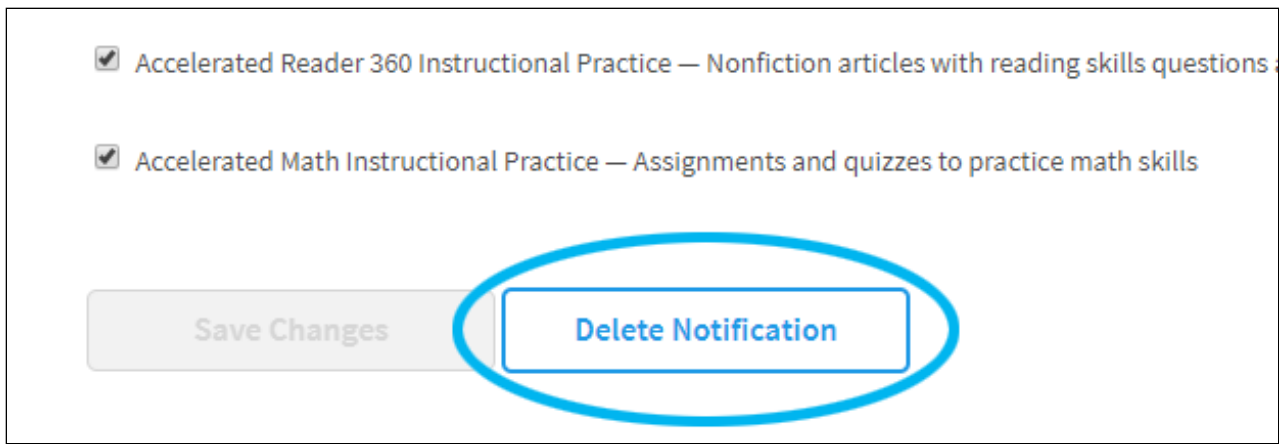 Accelerated Reader 360 Instructional Practice — Nonfiction articles with reading skills questions
Accelerated Math Instructional Practice — Assignments and quizzes to practice math skills
Save Changes
Delete Notification